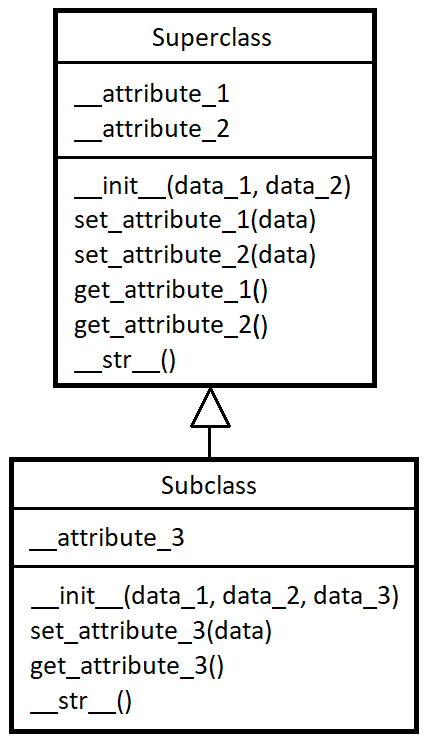 Superclass
__attribute_1
__attribute_2
__init__(data_1, data_2)
set_attribute_1(data)
set_attribute_2(data)
get_attribute_1()
get_attribute_2()
__str__()
Subclass
__attribute_3
__init__(data_1, data_2, data_3)
set_attribute_3(data)
get_attribute_3()
__str__()